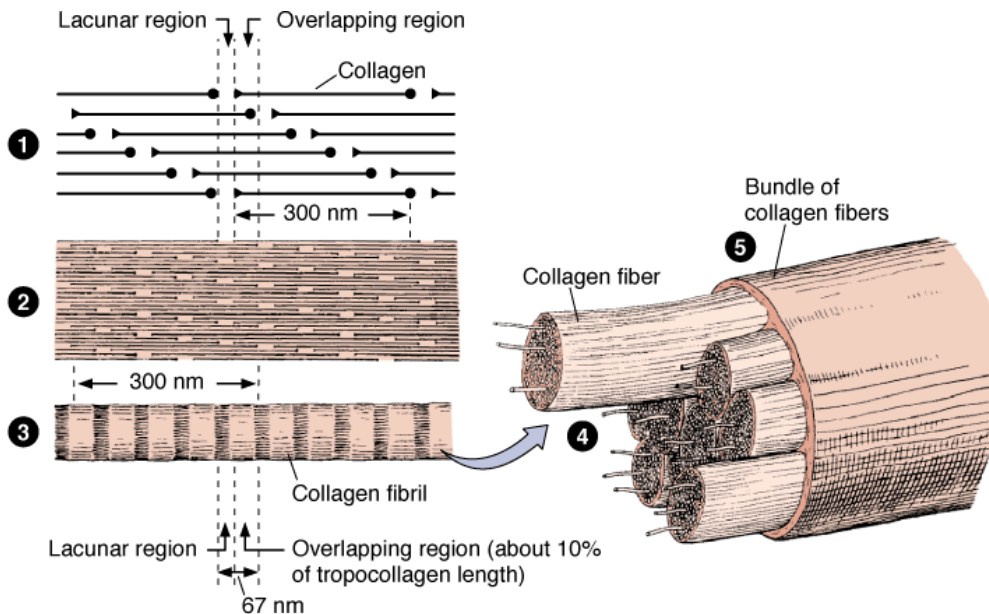 Lacunar region
Overlapping region
Collagen
1
300 nm
2
300 nm
3
Collagen fibril
Lacunar region
Overlapping region (about 10%
of tropocollagen length)
67 nm
Bundle of
collagen fibers
5
Collagen fiber
4